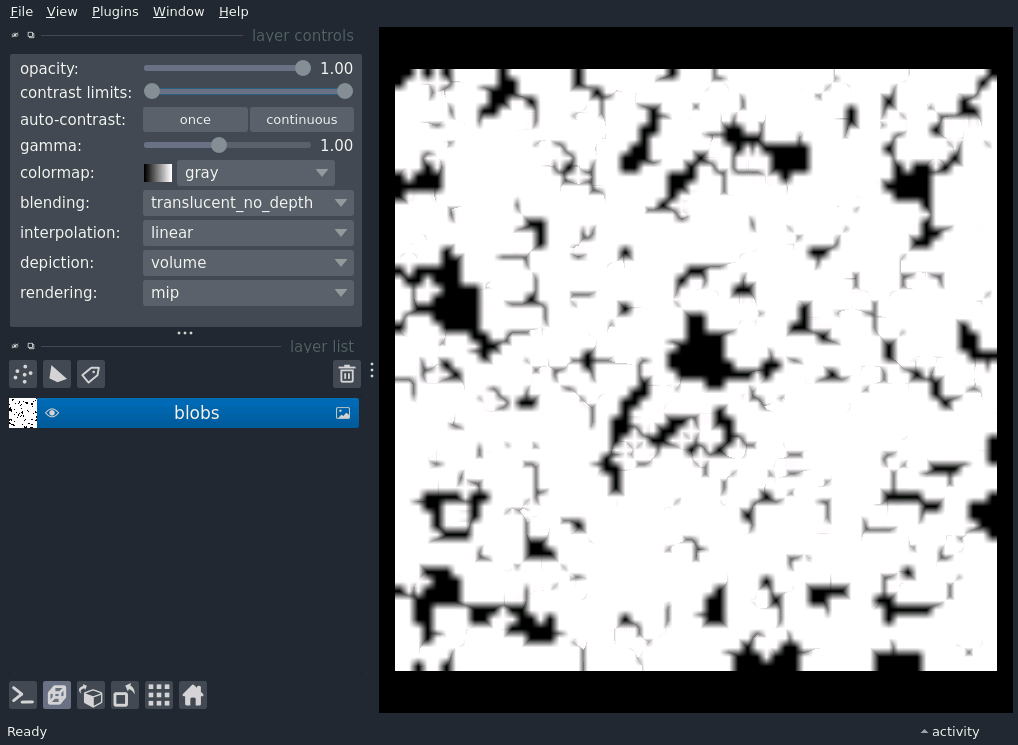 File View Plugins Window Help
layer controls
opacity: 1.00
contrast limits:
auto-contrast: once continuous
gamma: 1.00
colormap: gray
blending: translucent_no_depth
interpolation: linear
depiction: volume
rendering: mip
layer list
blobs
Ready activity